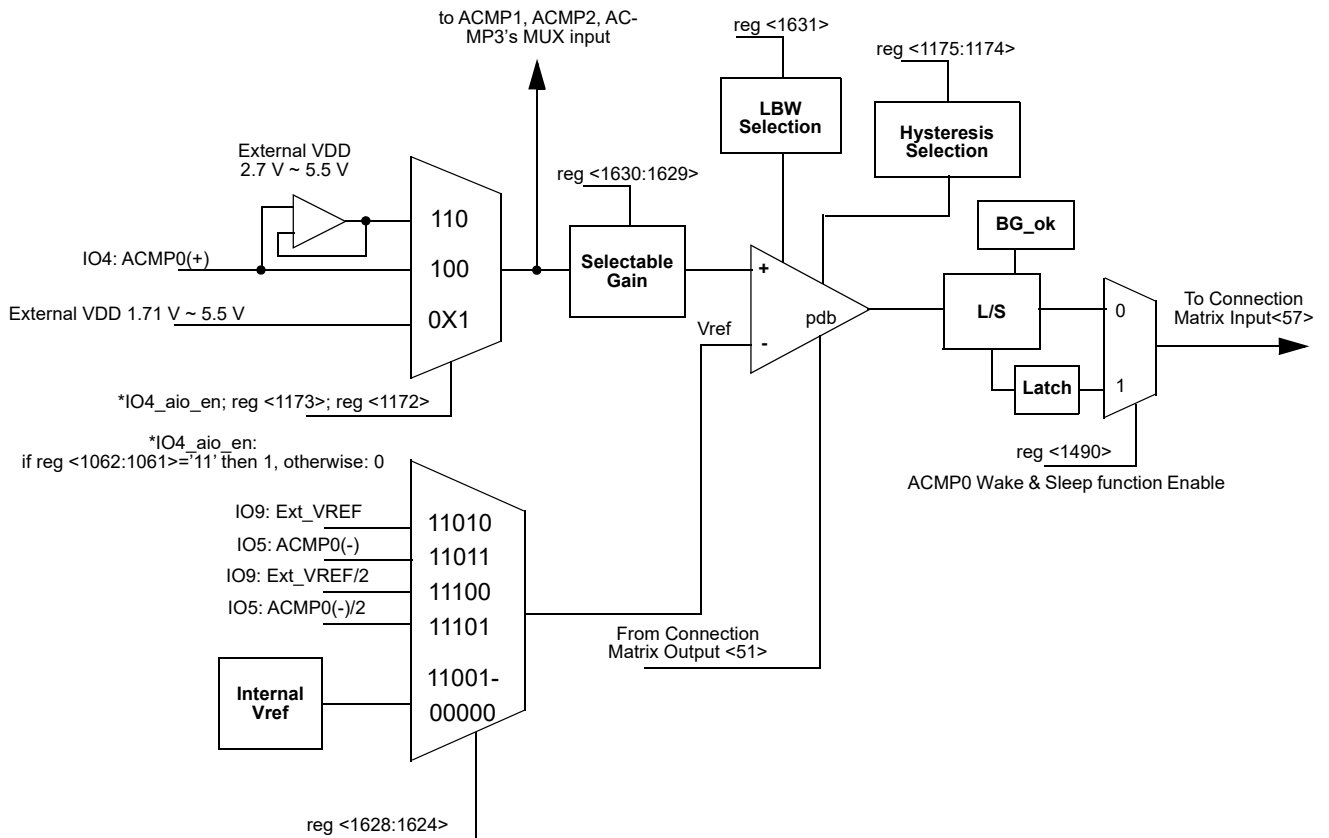 to ACMP1, ACMP2, AC-
MP3's MUX input
reg <1631>
reg <1175:1174>
LBW
Selection
Hysteresis
Selection
External VDD
2.7 V ~ 5.5 V
reg <1630:1629>
110
BG_ok
IO4: ACMP0(+)
100
Selectable
Gain
+
External VDD 1.71 V ~ 5.5 V
0X1
L/S
0
To Connection
Matrix Input<57>
Vref
pdb
-
Latch
1
*IO4_aio_en; reg <1173>; reg <1172>
*IO4_aio_en:
if reg <1062:1061>='11' then 1, otherwise: 0
reg <1490>
ACMP0 Wake & Sleep function Enable
IO9: Ext_VREF
11010
IO5: ACMP0(-)
11011
IO9: Ext_VREF/2
11100
IO5: ACMP0(-)/2
11101
From Connection
Matrix Output <51>
Internal
Vref
11001-
00000
reg <1628:1624>